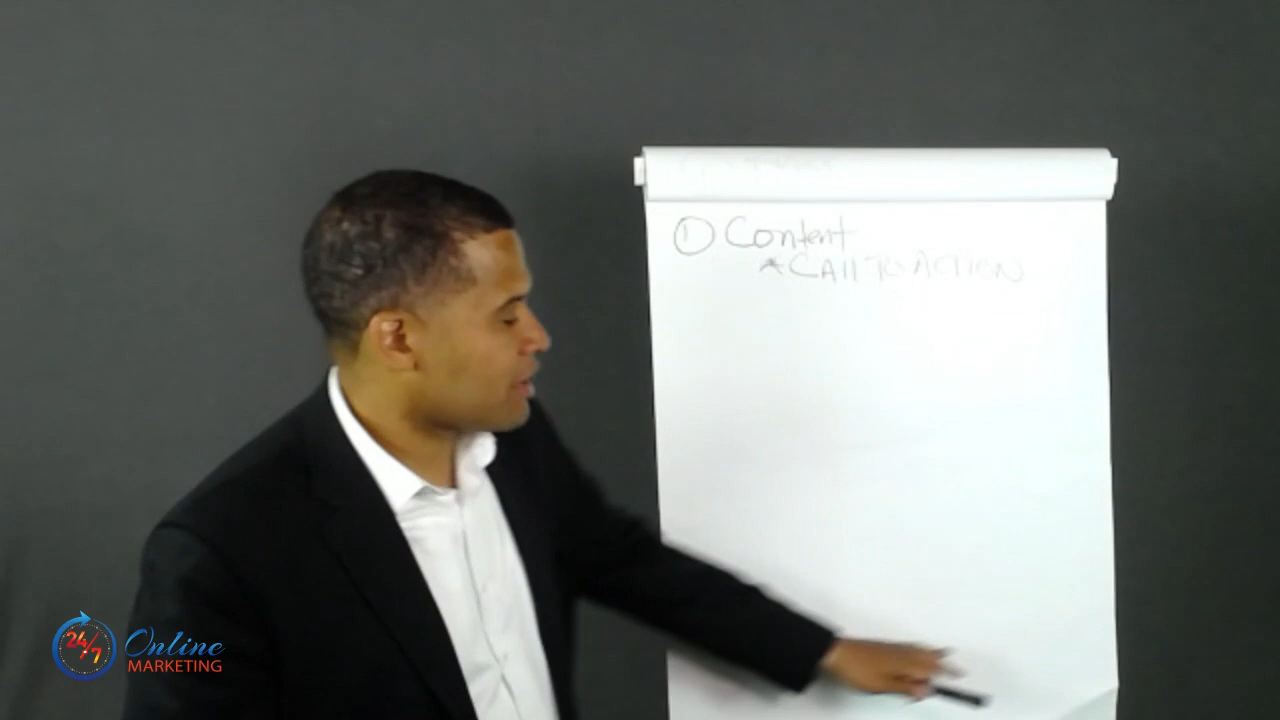 ① Content
*CAll TO ACTION
24/7
Online
MARKETING